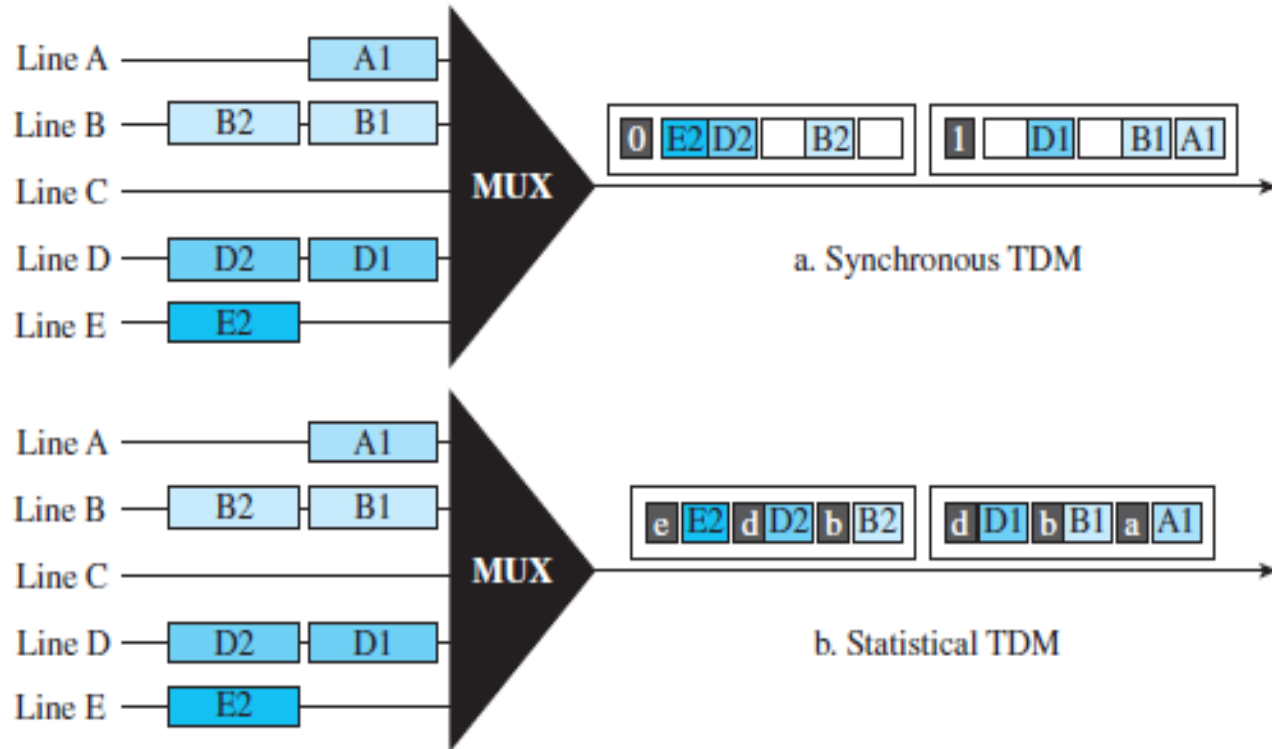 Line A
A1
Line B
B2
B1
Line C
Line D
D2
D1
Line E
E2
MUX
0 E2 D2 B2
1 D1 B1 A1
a. Synchronous TDM
Line A
A1
Line B
B2
B1
Line C
Line D
D2
D1
Line E
E2
MUX
e E2 d D2 b B2
d D1 b B1 a A1
b. Statistical TDM